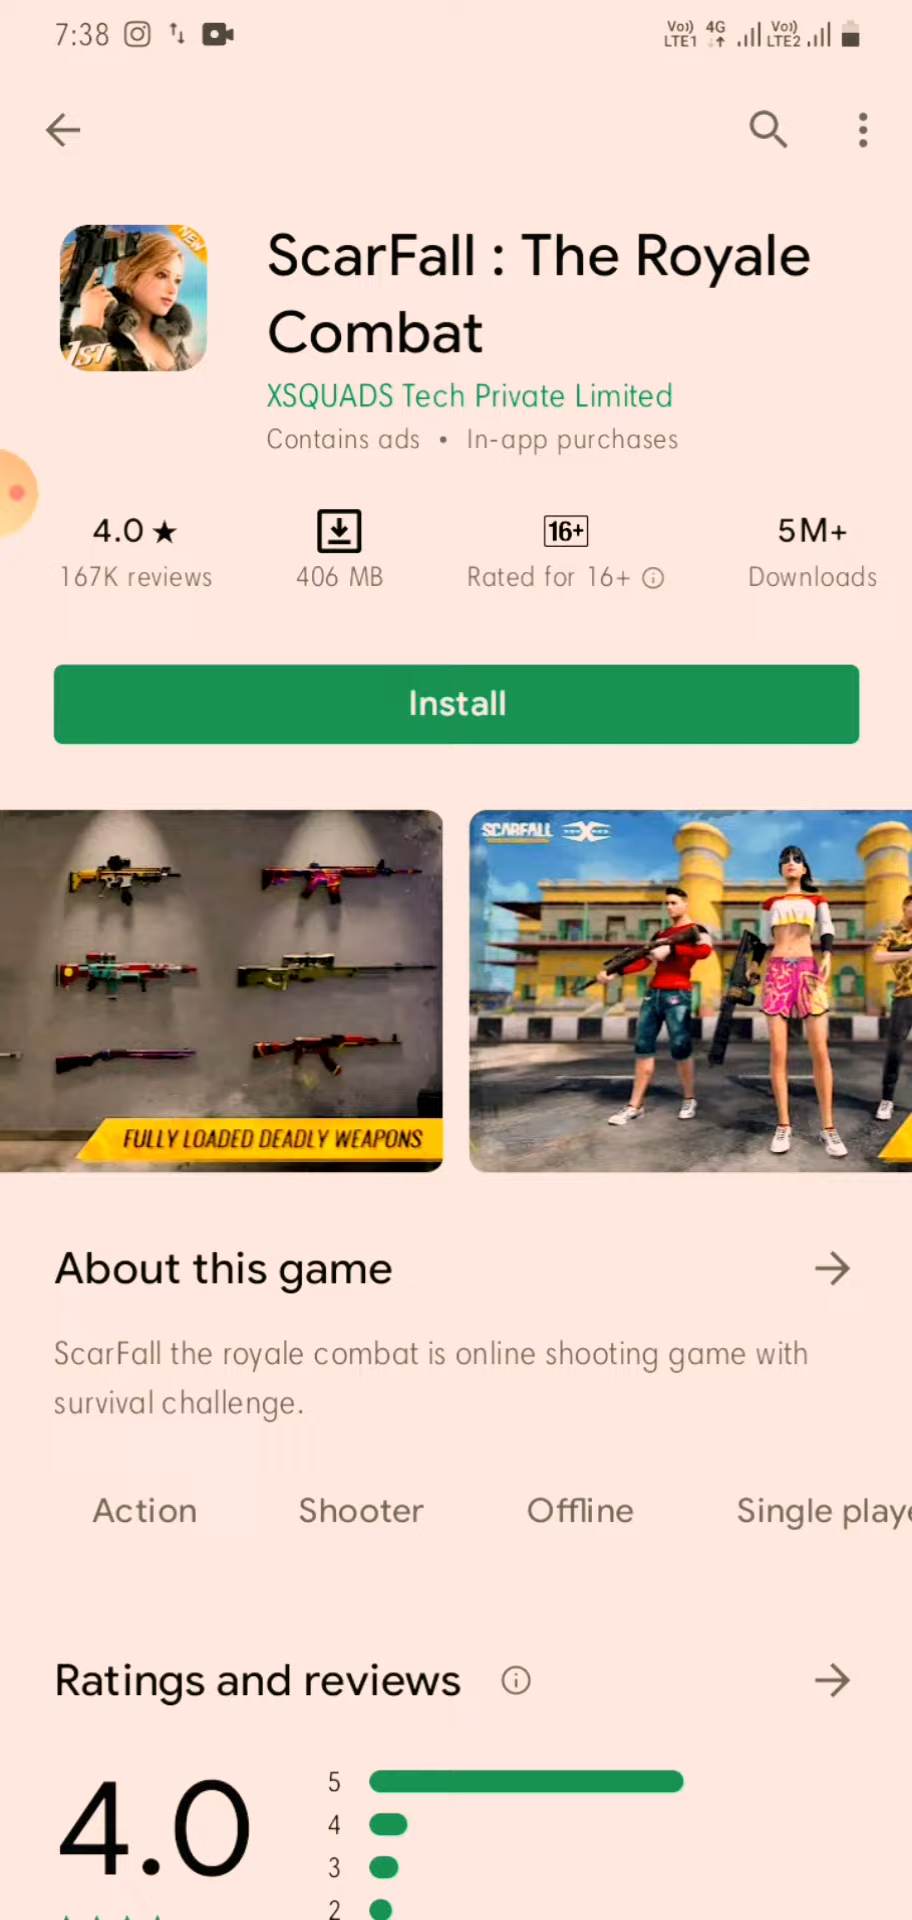 7:38
Vo)) 4G Vo))
LTE1 LTE2
ScarFall : The Royale
Combat
XSQUADS Tech Private Limited
Contains ads • In-app purchases
NEW
1ST
4.0 ★ 16+ 5M+
167K reviews 406 MB Rated for 16+ Downloads
Install
SCARFALL
FULLY LOADED DEADLY WEAPONS
About this game
ScarFall the royale combat is online shooting game with
survival challenge.
Action Shooter Offline Single playe
Ratings and reviews
4.0
5
4
3
2